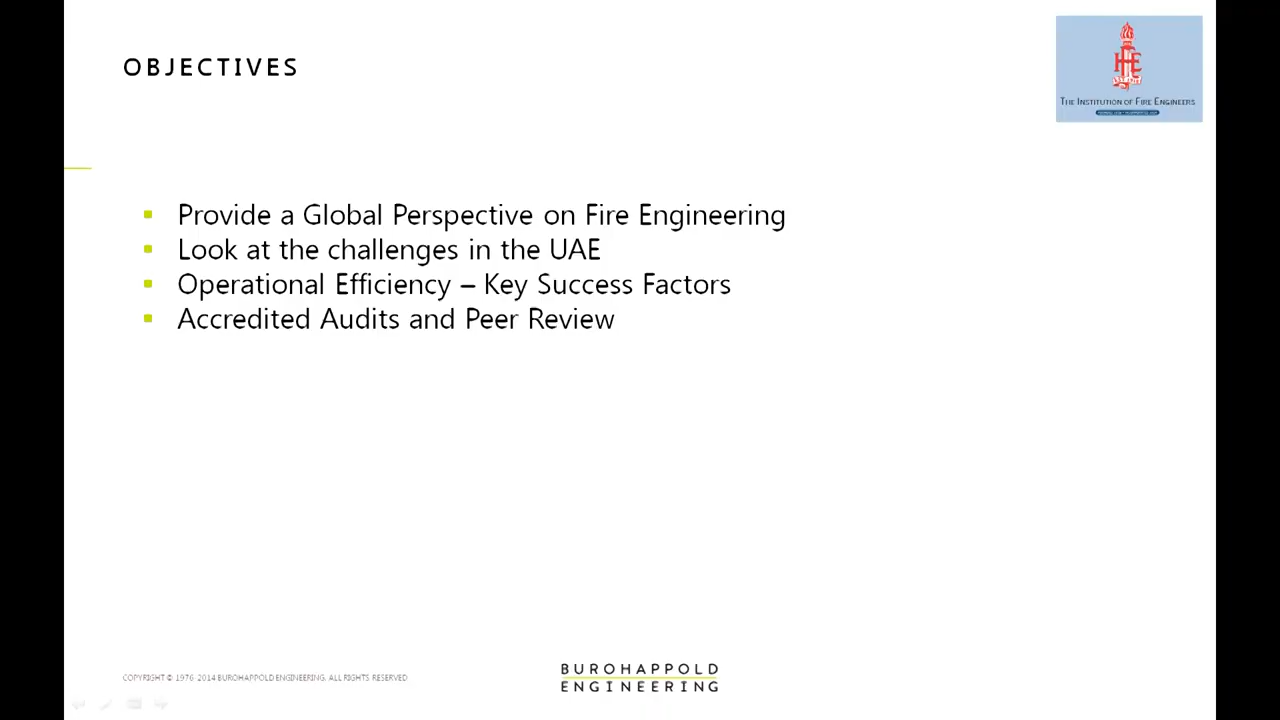 OBJECTIVES
THE INSTITUTION OF FIRE ENGINEERS
Provide a Global Perspective on Fire Engineering
Look at the challenges in the UAE
Operational Efficiency – Key Success Factors
Accredited Audits and Peer Review
COPYRIGHT © 1976-2014 BUROHAPPOLD ENGINEERING. ALL RIGHTS RESERVED
BUROHAPPOLD
ENGINEERING